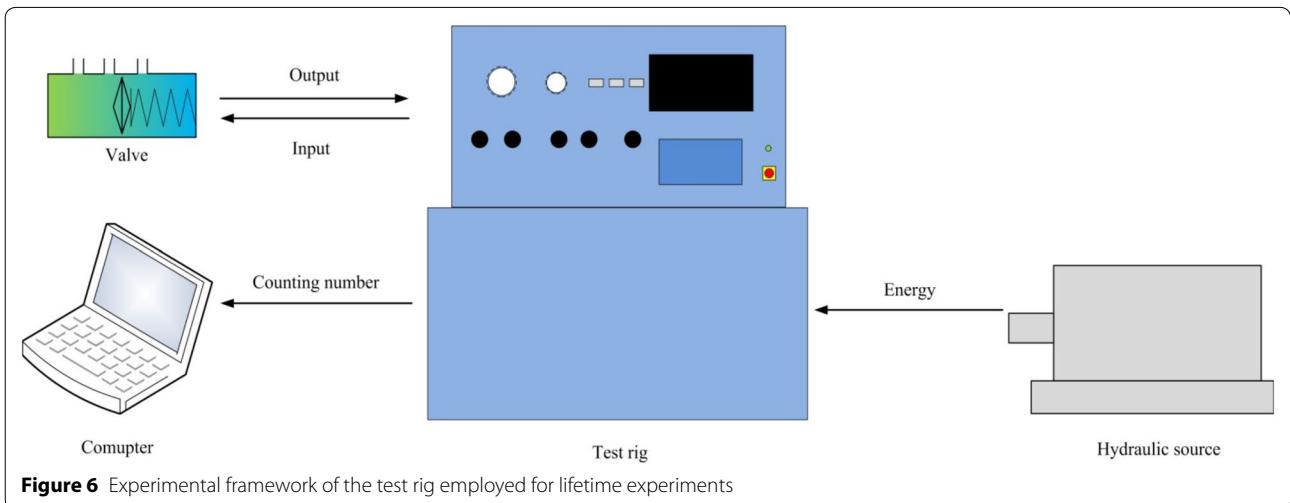 Output
Input
Valve
Counting number
Energy
Comupter
Test rig
Hydraulic source
Figure 6 Experimental framework of the test rig employed for lifetime experiments